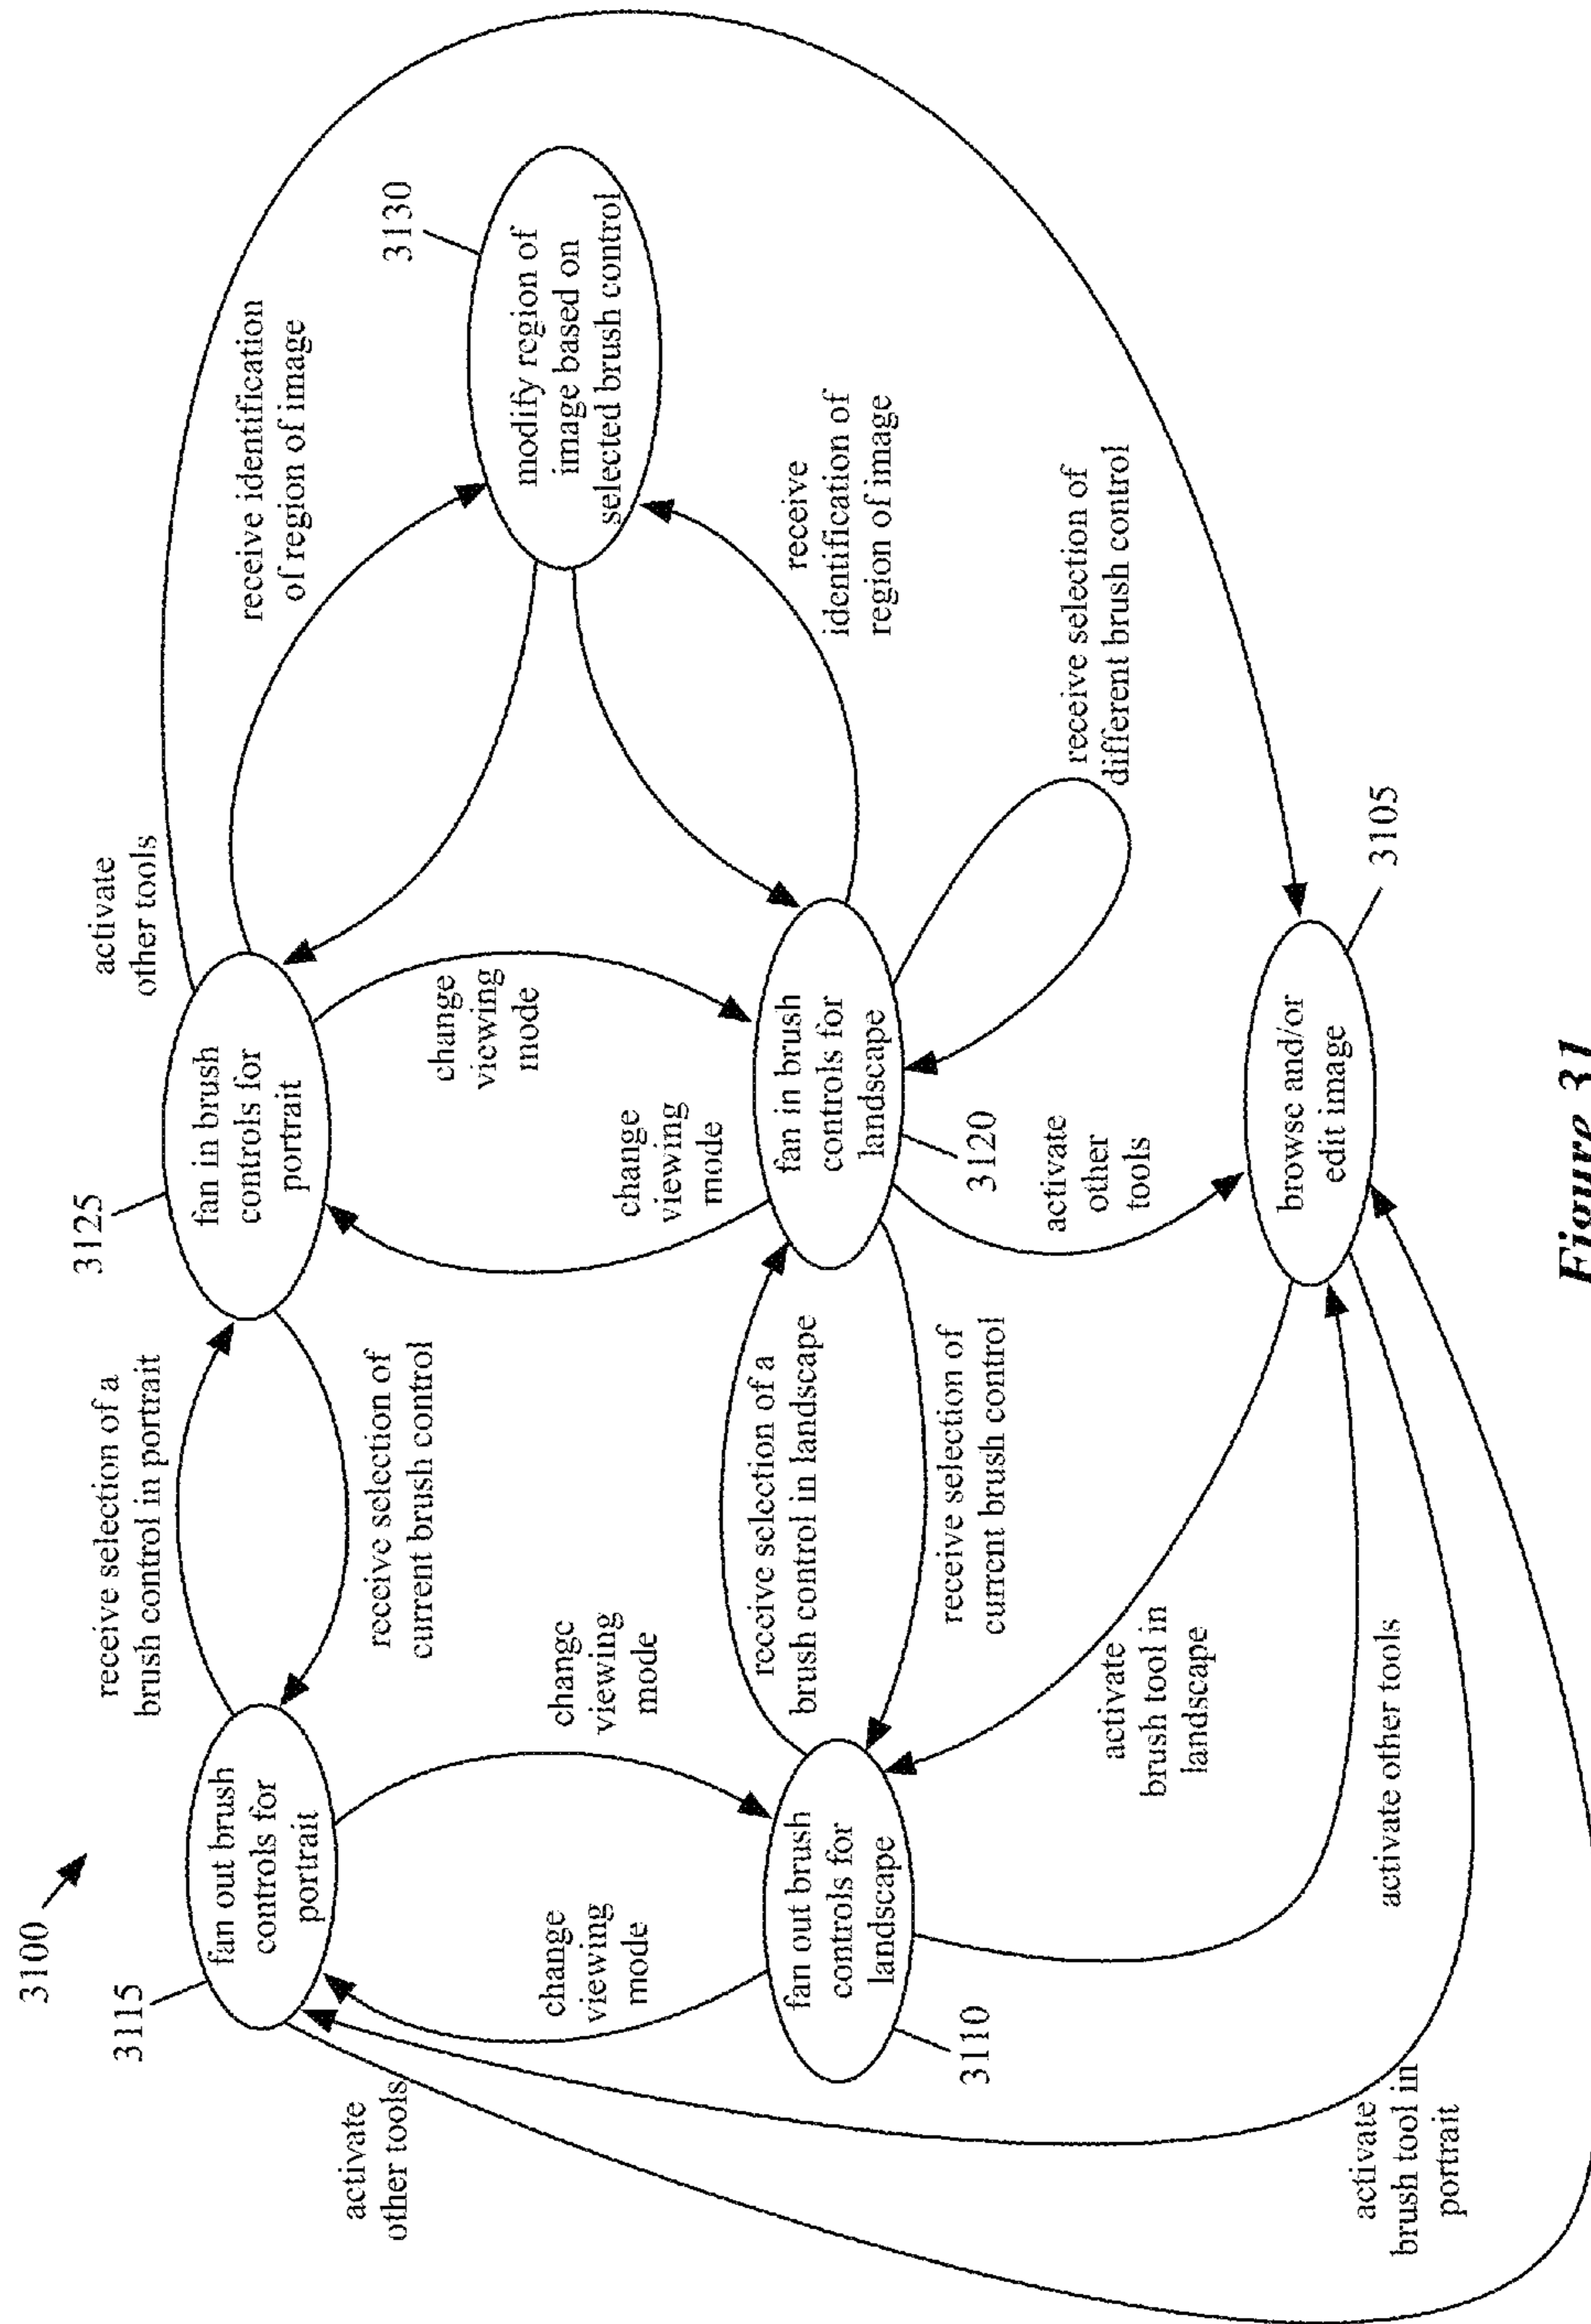 3100
3115
fan out brush
controls for
portrait
receive selection of a
brush control in portrait
3125
fan in brush
controls for
portrait
activate
other tools
receive identification
of region of image
3130
modify region of
image based on
selected brush control
receive selection of
current brush control
change
viewing
mode
change
viewing
mode
change
viewing
mode
change
viewing
mode
activate
other tools
receive
identification of
region of image
fan out brush
controls for
landscape
3110
receive selection of a
brush control in landscape
fan in brush
controls for
landscape
3120
receive selection of
current brush control
receive selection of
different brush control
activate
other
tools
activate
brush tool in
landscape
browse and/or
edit image
3105
activate other tools
activate
brush tool in
portrait
Figure 31